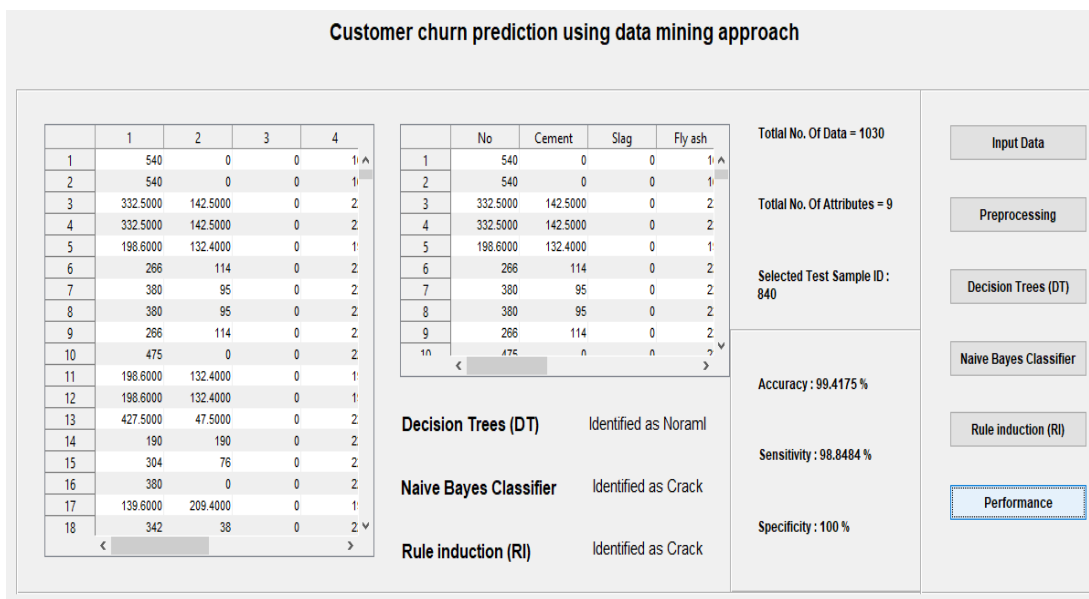 Customer churn prediction using data mining approach
1 2 3 4
1 540 0 0
2 540 0 0
3 332.5000 142.5000 0
4 332.5000 142.5000 0
5 198.6000 132.4000 0
6 266 114 0
7 380 95 0
8 380 95 0
9 266 114 0
10 475 0 0
11 198.6000 132.4000 0
12 198.6000 132.4000 0
13 427.5000 47.5000 0
14 190 190 0
15 304 76 0
16 380 0 0
17 139.6000 209.4000 0
18 342 38 0
No Cement Slag Fly ash
1 540 0 0
2 540 0 0
3 332.5000 142.5000 0
4 332.5000 142.5000 0
5 198.6000 132.4000 0
6 266 114 0
7 380 95 0
8 380 95 0
9 266 114 0
10 475 0 0
Decision Trees (DT) Identified as Noraml
Naive Bayes Classifier Identified as Crack
Rule induction (RI) Identified as Crack
Totlal No. Of Data = 1030
Totlal No. Of Attributes = 9
Selected Test Sample ID :
840
Accuracy : 99.4175 %
Sensitivity : 98.8484 %
Specificity : 100 %
Input Data
Preprocessing
Decision Trees (DT)
Naive Bayes Classifier
Rule induction (RI)
Performance